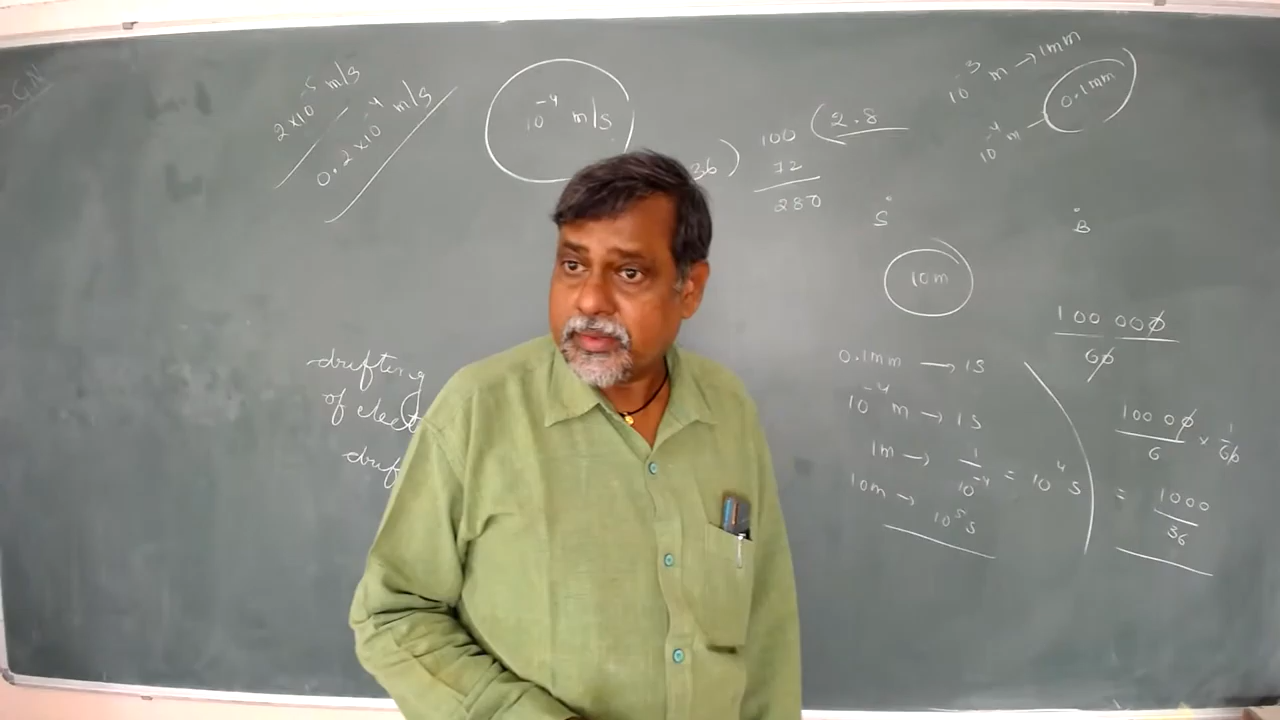 2×10⁻⁵ m/s
0.2×10⁻⁴ m/s
10⁻⁴ m/s
36) 100 (2.8
72
280
10⁻³ m → 1mm
10⁻⁴ m – 0.1mm
S B
10m
0.1mm → 1s
10⁻⁴ m → 1s
1m → 1/10⁻⁴ = 10⁴ s
10m → 10⁵ s
100 000/60
100 00/6 × 1/60
= 1000/36
drifting
of elect
drif